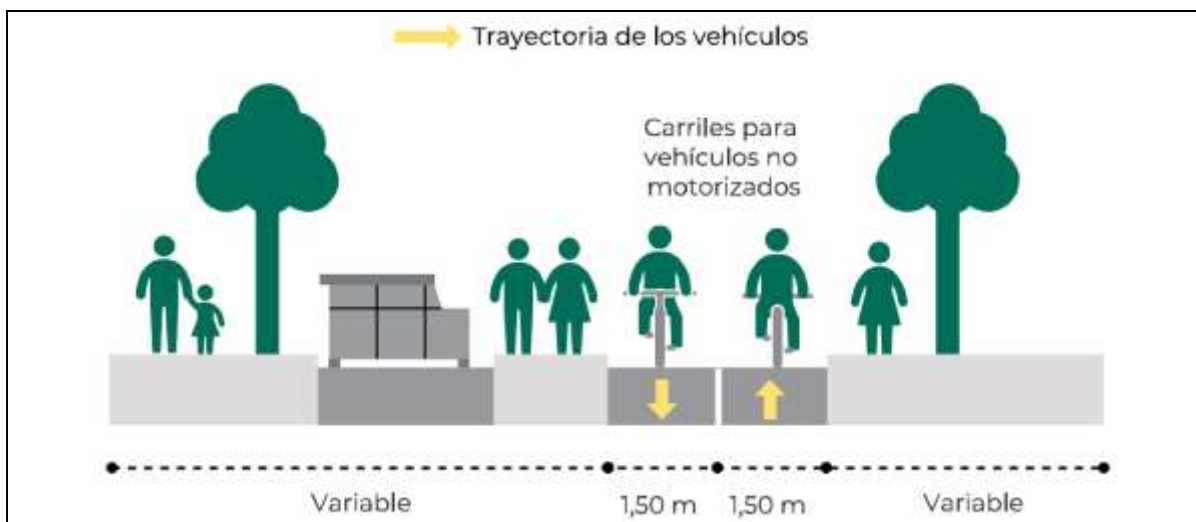 Trayectoria de los vehículos
Carriles para
vehículos no
motorizados
Variable
1,50 m
1,50 m
Variable